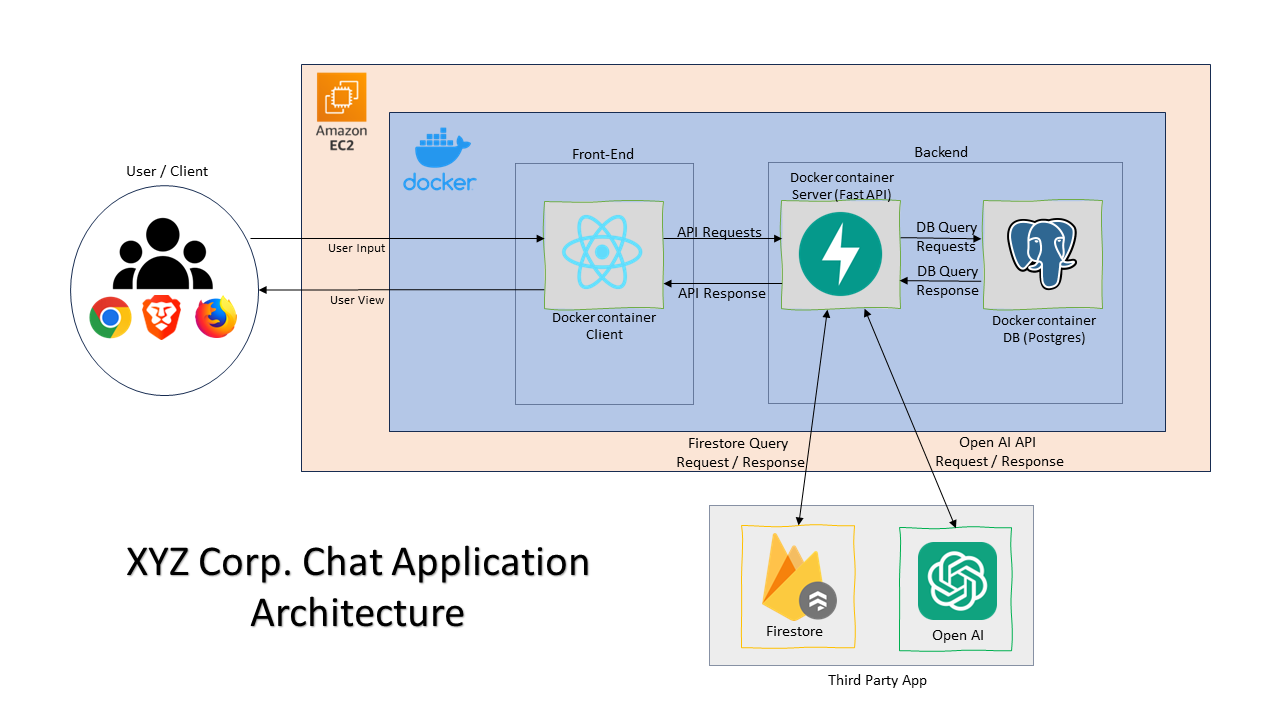 Amazon
EC2
docker
User / Client
Front-End
Backend
Docker container
Server (Fast API)
User Input
User View
API Requests
API Response
DB Query
Requests
DB Query
Response
Docker container
Client
Docker container
DB (Postgres)
Firestore Query
Request / Response
Open AI API
Request / Response
XYZ Corp. Chat Application
Architecture
Firestore
Open AI
Third Party App